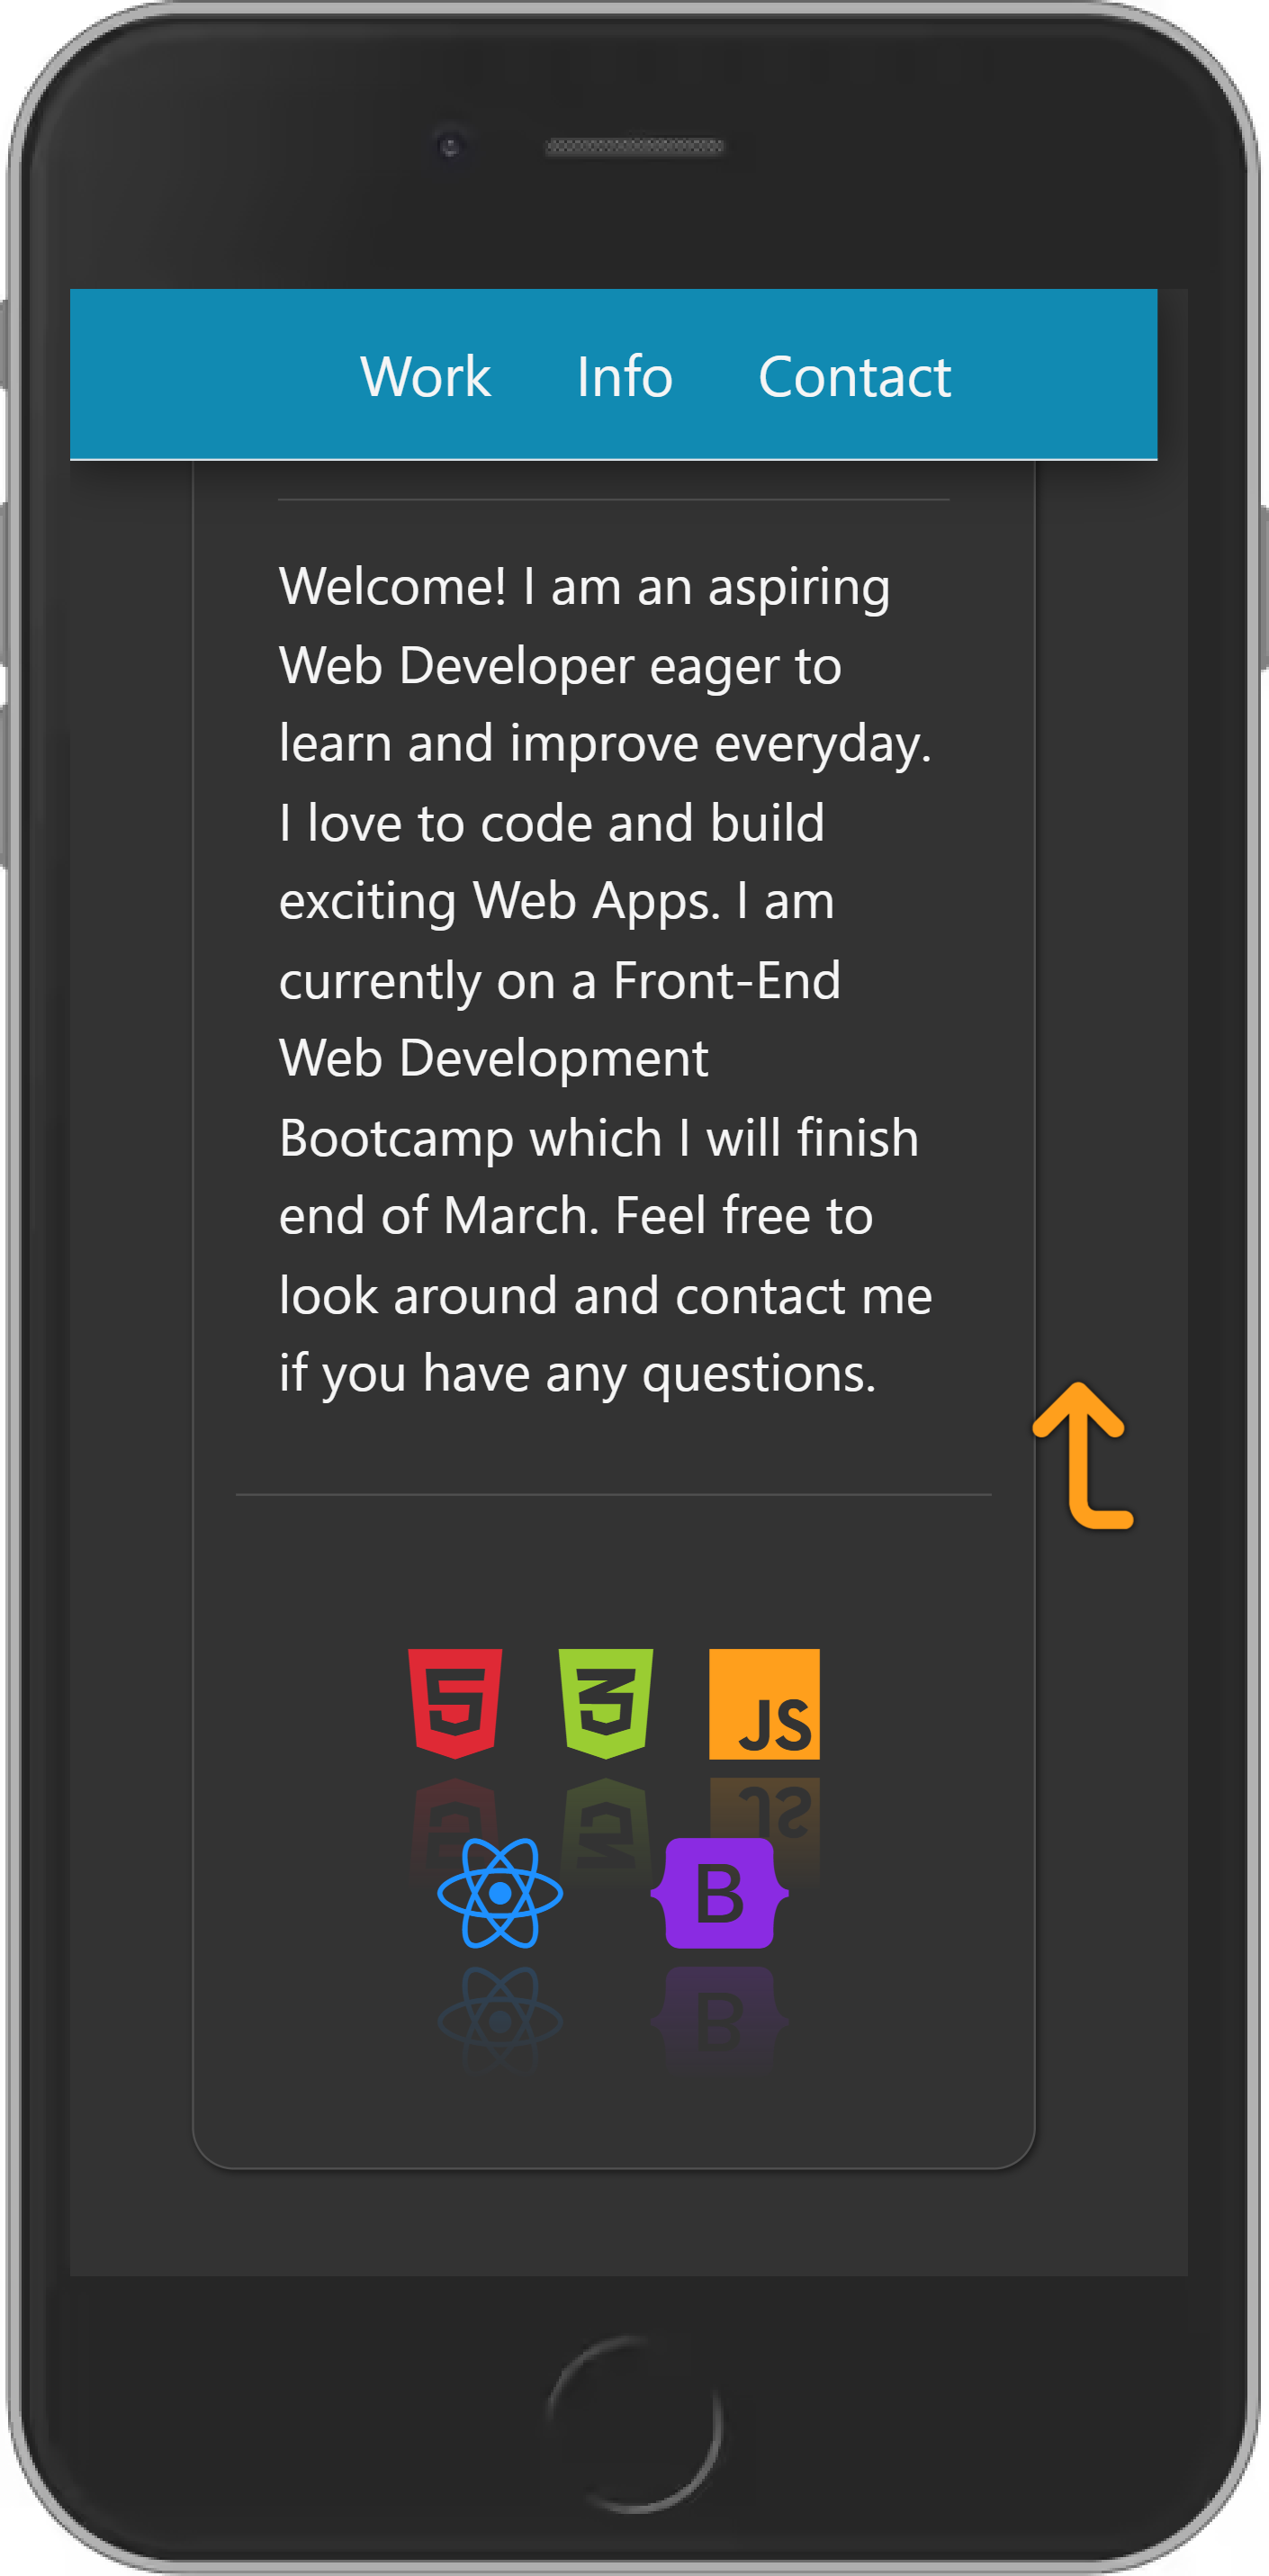 Work Info Contact
Welcome! I am an aspiring
Web Developer eager to
learn and improve everyday.
I love to code and build
exciting Web Apps. I am
currently on a Front-End
Web Development
Bootcamp which I will finish
end of March. Feel free to
look around and contact me
if you have any questions.
5 3 JS
B